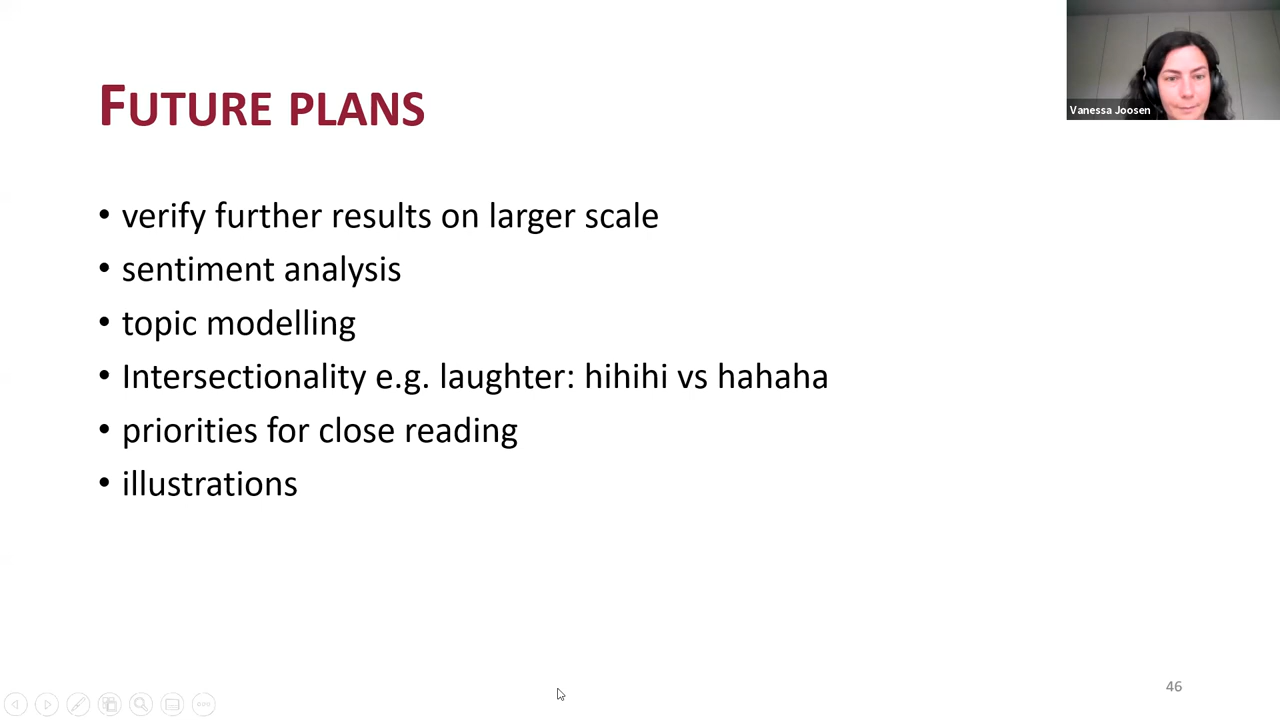 FUTURE PLANS
Vanessa Joosen
• verify further results on larger scale
• sentiment analysis
• topic modelling
• Intersectionality e.g. laughter: hihihi vs hahaha
• priorities for close reading
• illustrations
46